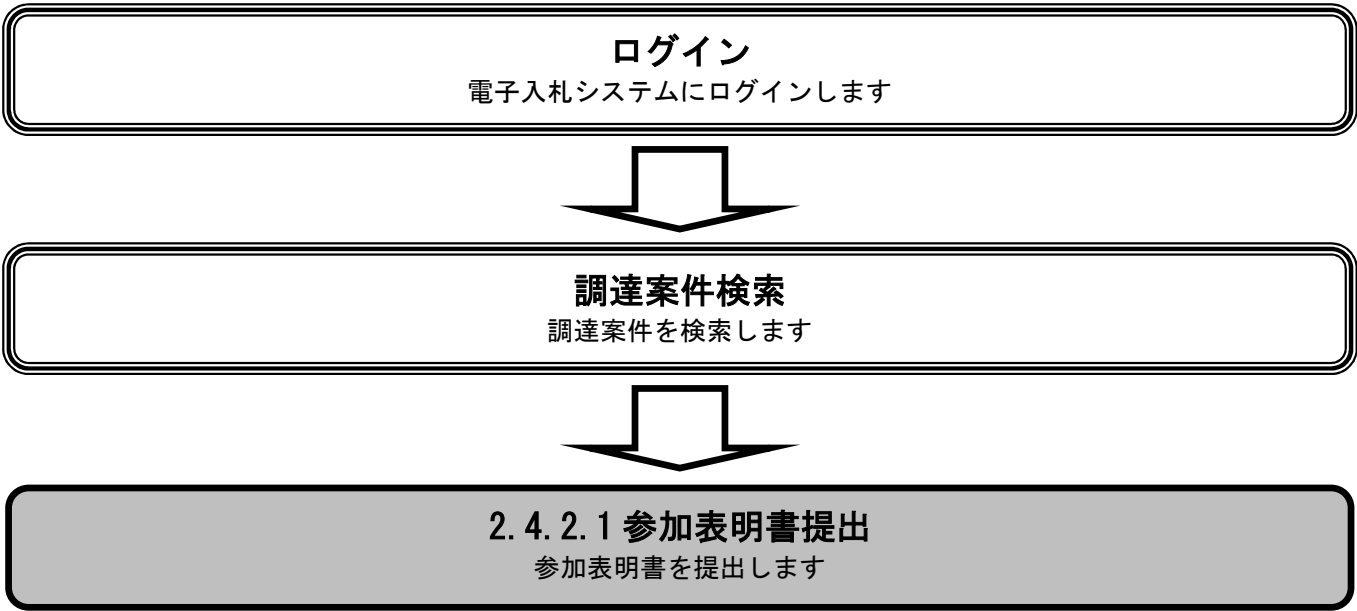 ログイン
電子入札システムにログインします
調達案件検索
調達案件を検索します
2.4.2.1 参加表明書提出
参加表明書を提出します